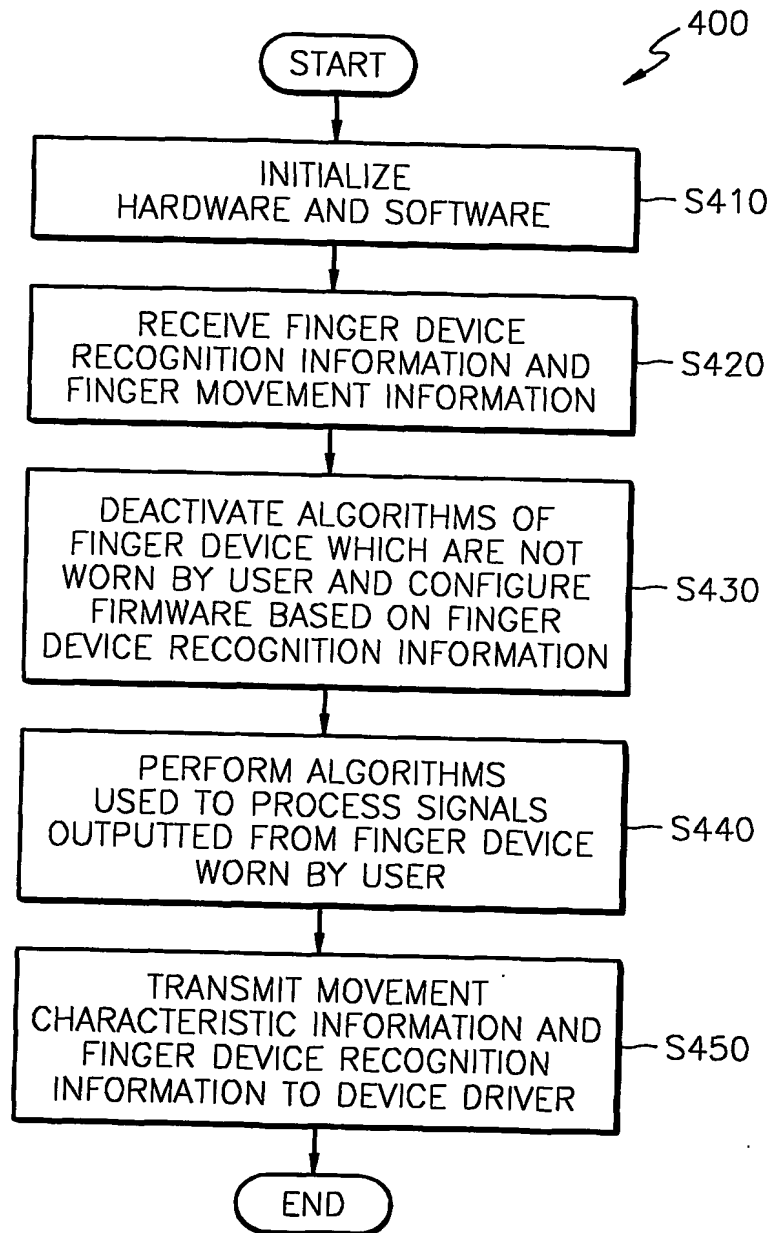 400
START
INITIALIZE
HARDWARE AND SOFTWARE
S410
RECEIVE FINGER DEVICE
RECOGNITION INFORMATION AND
FINGER MOVEMENT INFORMATION
S420
DEACTIVATE ALGORITHMS OF
FINGER DEVICE WHICH ARE NOT
WORN BY USER AND CONFIGURE
FIRMWARE BASED ON FINGER
DEVICE RECOGNITION INFORMATION
S430
PERFORM ALGORITHMS
USED TO PROCESS SIGNALS
OUTPUTTED FROM FINGER DEVICE
WORN BY USER
S440
TRANSMIT MOVEMENT
CHARACTERISTIC INFORMATION AND
FINGER DEVICE RECOGNITION
INFORMATION TO DEVICE DRIVER
S450
END